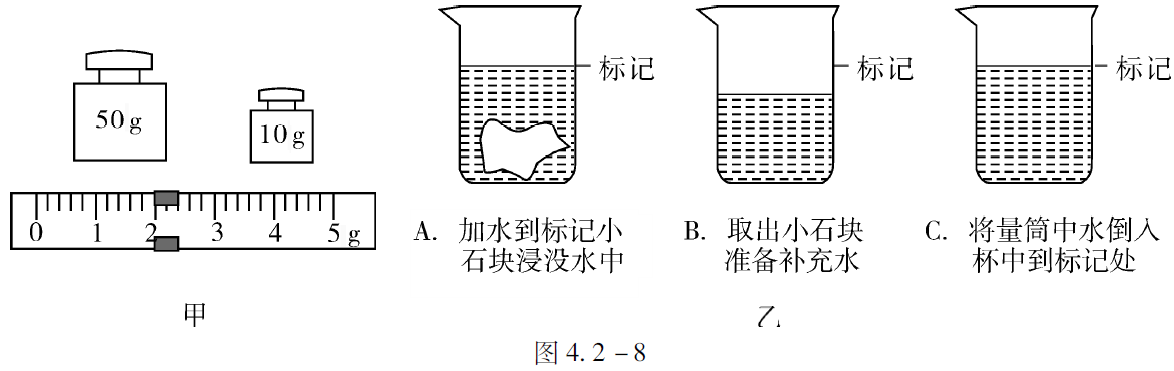 50 g
10 g
0 1 2 3 4 5 g
甲
标记
标记
标记
A. 加水到标记小
石块浸没水中
B. 取出小石块
准备补充水
C. 将量筒中水倒入
杯中到标记处
乙
图 4. 2 - 8